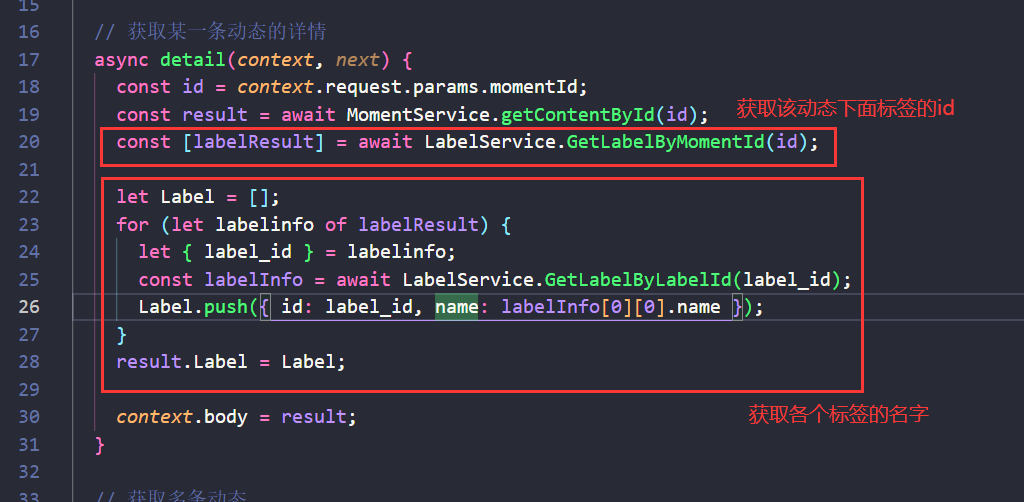 15
16 // 获取某一条动态的详情
17 async detail(context, next) {
18 const id = context.request.params.momentId;
19 const result = await MomentService.getContentById(id);
获取该动态下面标签的id
20 const [labelResult] = await LabelService.GetLabelByMomentId(id);
21
22 let Label = [];
23 for (let labelinfo of labelResult) {
24 let { label_id } = labelinfo;
25 const labelInfo = await LabelService.GetLabelByLabelId(label_id);
26 Label.push({ id: label_id, name: labelInfo[0][0].name });
27 }
28 result.Label = Label;
29
30 context.body = result;
获取各个标签的名字
31 }
32
33 // 获取多条动态